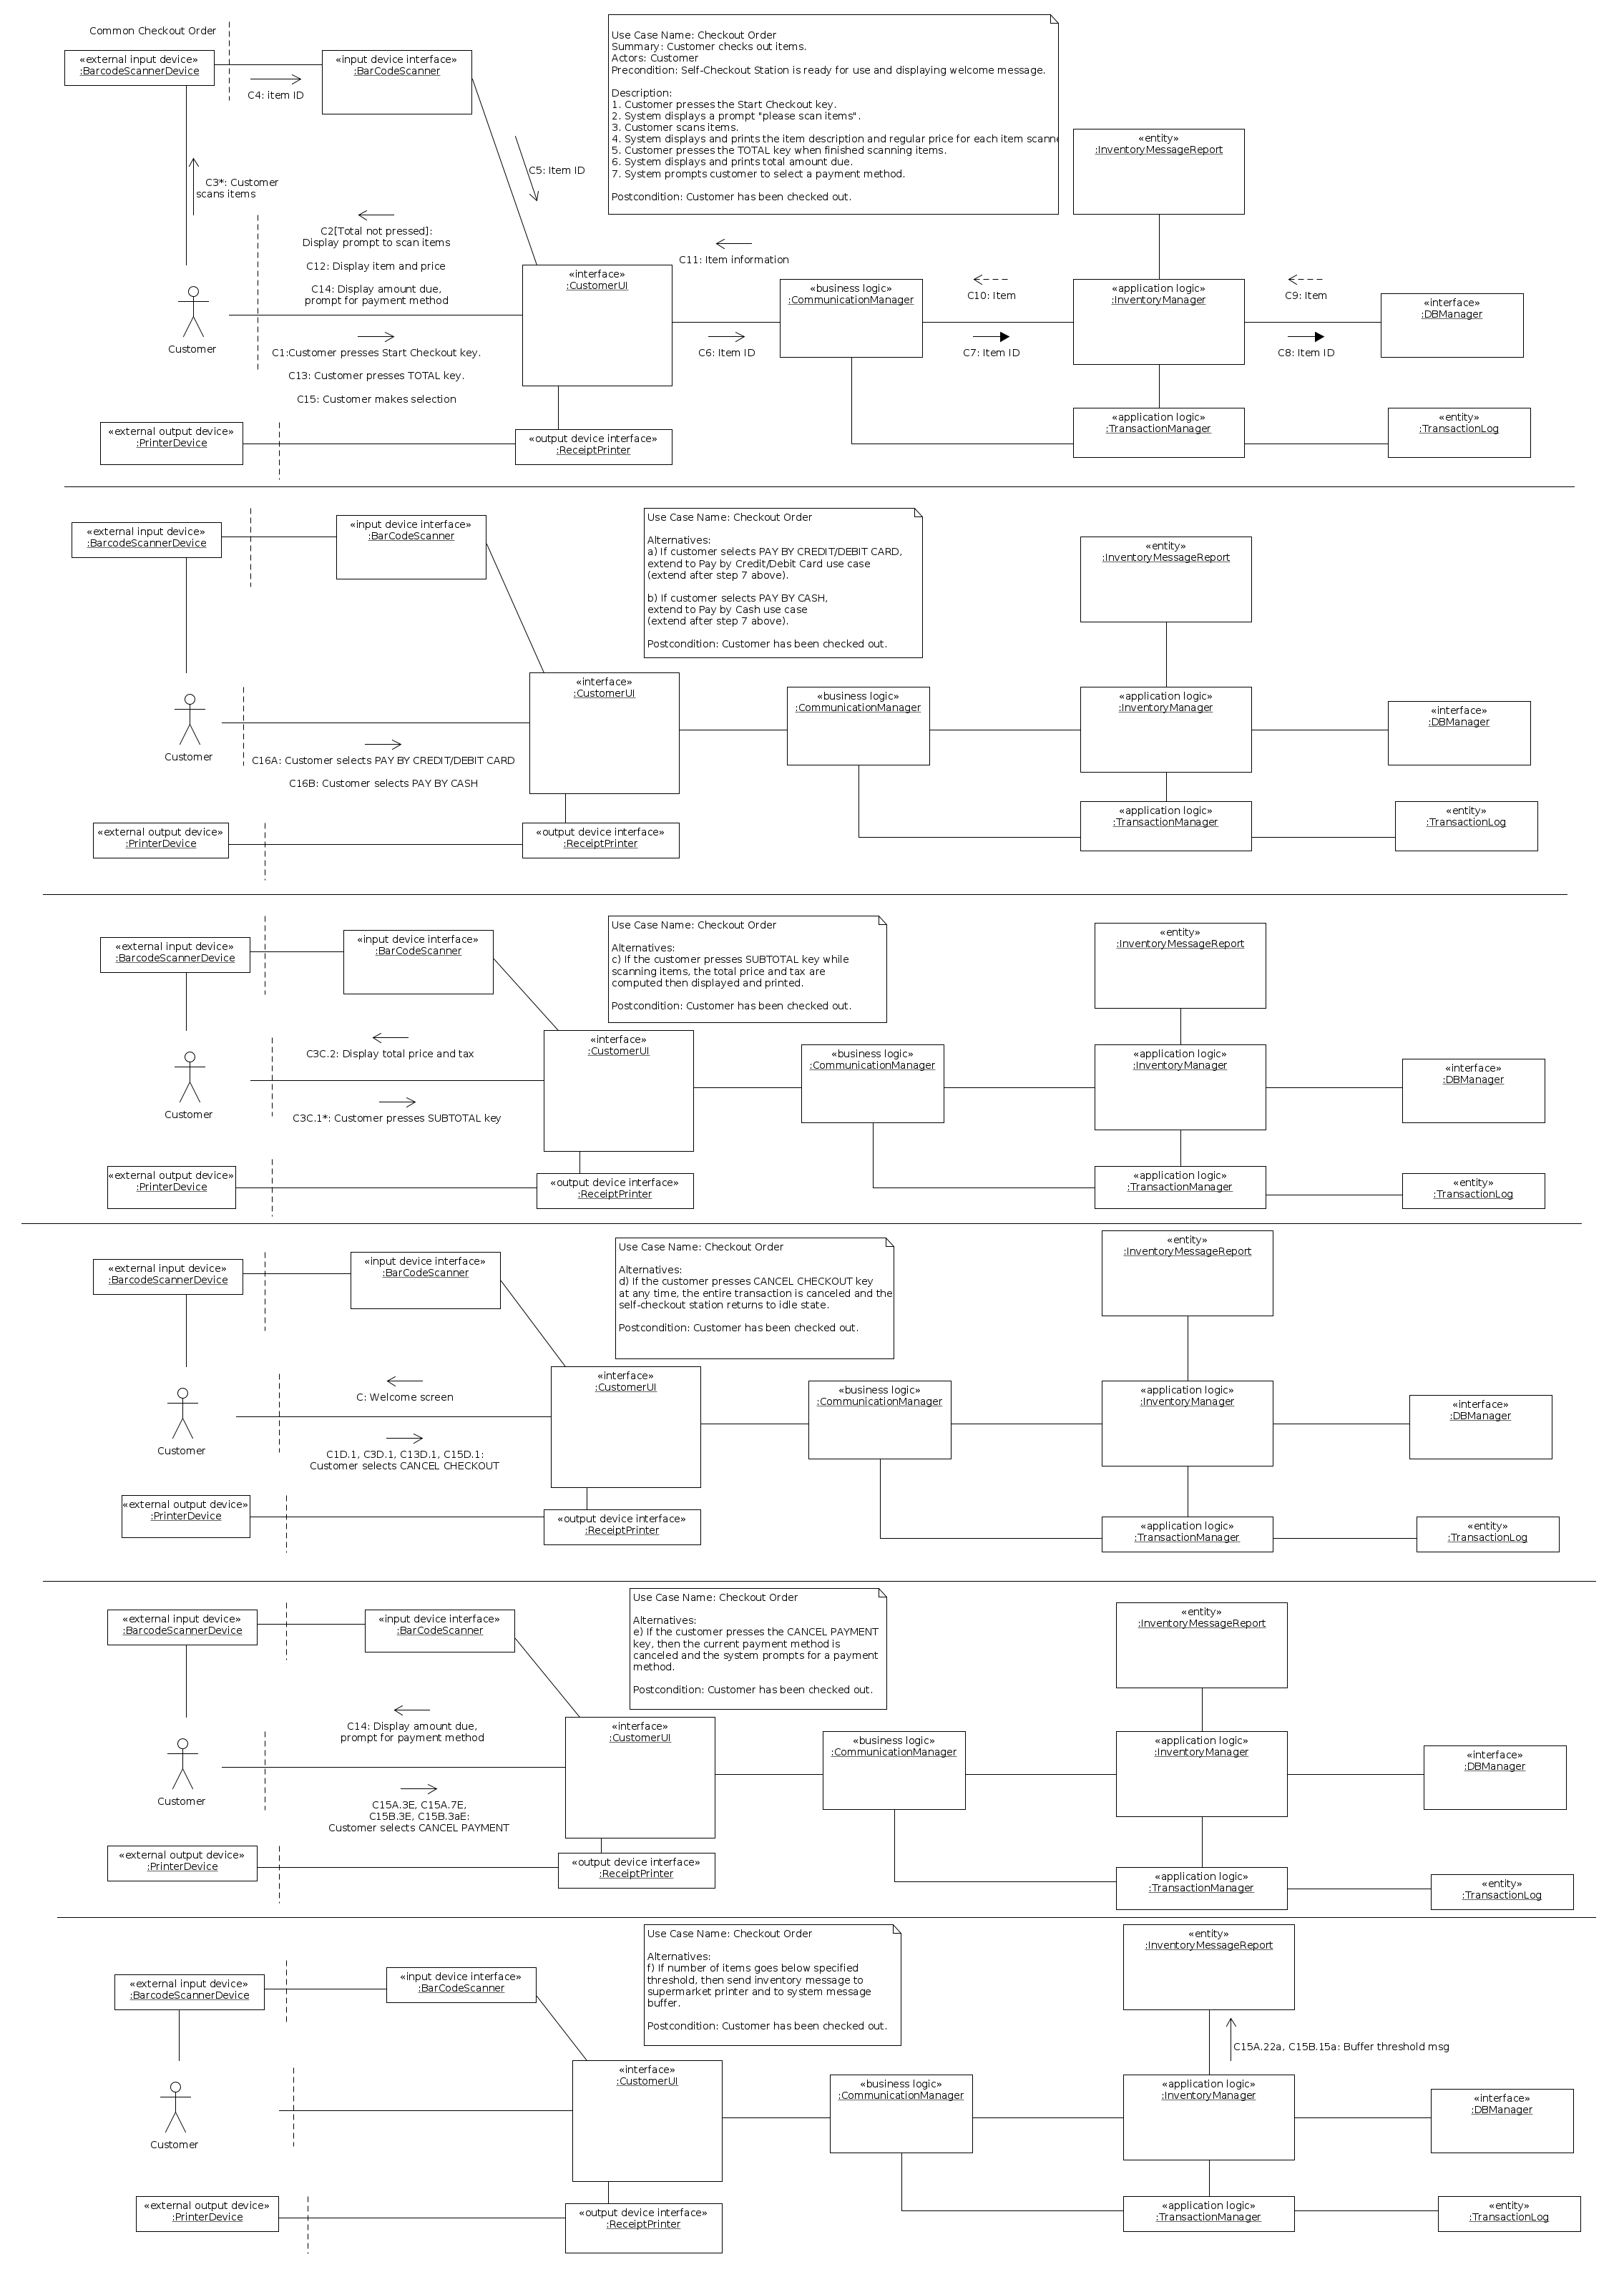 Common Checkout Order
«external input device»
:BarcodeScannerDevice
«input device interface»
:BarCodeScanner
C4: item ID
Use Case Name: Checkout Order
Summary: Customer checks out items.
Actors: Customer
Precondition: Self-Checkout Station is ready for use and displaying welcome message.
Description:
1. Customer presses the Start Checkout key.
2. System displays a prompt "please scan items".
3. Customer scans items.
4. System displays and prints the item description and regular price for each item scanne
5. Customer presses the TOTAL key when finished scanning items.
6. System displays and prints total amount due.
7. System prompts customer to select a payment method.
Postcondition: Customer has been checked out.
«entity»
:InventoryMessageReport
C5: Item ID
C3*: Customer
scans items
C2[Total not pressed]:
Display prompt to scan items
C12: Display item and price
C14: Display amount due,
prompt for payment method
C11: Item information
«interface»
:CustomerUI
«business logic»
:CommunicationManager
C10: Item
«application logic»
:InventoryManager
C9: Item
«interface»
:DBManager
Customer
C1:Customer presses Start Checkout key.
C13: Customer presses TOTAL key.
C15: Customer makes selection
C6: Item ID
C7: Item ID
C8: Item ID
«external output device»
:PrinterDevice
«output device interface»
:ReceiptPrinter
«application logic»
:TransactionManager
«entity»
:TransactionLog
«external input device»
:BarcodeScannerDevice
«input device interface»
:BarCodeScanner
Use Case Name: Checkout Order
Alternatives:
a) If customer selects PAY BY CREDIT/DEBIT CARD,
extend to Pay by Credit/Debit Card use case
(extend after step 7 above).
b) If customer selects PAY BY CASH,
extend to Pay by Cash use case
(extend after step 7 above).
Postcondition: Customer has been checked out.
«entity»
:InventoryMessageReport
«interface»
:CustomerUI
«business logic»
:CommunicationManager
«application logic»
:InventoryManager
«interface»
:DBManager
Customer
C16A: Customer selects PAY BY CREDIT/DEBIT CARD
C16B: Customer selects PAY BY CASH
«external output device»
:PrinterDevice
«output device interface»
:ReceiptPrinter
«application logic»
:TransactionManager
«entity»
:TransactionLog
«external input device»
:BarcodeScannerDevice
«input device interface»
:BarCodeScanner
Use Case Name: Checkout Order
Alternatives:
c) If the customer presses SUBTOTAL key while
scanning items, the total price and tax are
computed then displayed and printed.
Postcondition: Customer has been checked out.
«entity»
:InventoryMessageReport
C3C.2: Display total price and tax
«interface»
:CustomerUI
«business logic»
:CommunicationManager
«application logic»
:InventoryManager
«interface»
:DBManager
Customer
C3C.1*: Customer presses SUBTOTAL key
«external output device»
:PrinterDevice
«output device interface»
:ReceiptPrinter
«application logic»
:TransactionManager
«entity»
:TransactionLog
«external input device»
:BarcodeScannerDevice
«input device interface»
:BarCodeScanner
Use Case Name: Checkout Order
Alternatives:
d) If the customer presses CANCEL CHECKOUT key
at any time, the entire transaction is canceled and the
self-checkout station returns to idle state.
Postcondition: Customer has been checked out.
«entity»
:InventoryMessageReport
C: Welcome screen
«interface»
:CustomerUI
«business logic»
:CommunicationManager
«application logic»
:InventoryManager
«interface»
:DBManager
Customer
C1D.1, C3D.1, C13D.1, C15D.1:
Customer selects CANCEL CHECKOUT
«external output device»
:PrinterDevice
«output device interface»
:ReceiptPrinter
«application logic»
:TransactionManager
«entity»
:TransactionLog
«external input device»
:BarcodeScannerDevice
«input device interface»
:BarCodeScanner
Use Case Name: Checkout Order
Alternatives:
e) If the customer presses the CANCEL PAYMENT
key, then the current payment method is
canceled and the system prompts for a payment
method.
Postcondition: Customer has been checked out.
«entity»
:InventoryMessageReport
C14: Display amount due,
prompt for payment method
«interface»
:CustomerUI
«business logic»
:CommunicationManager
«application logic»
:InventoryManager
«interface»
:DBManager
Customer
C15A.3E, C15A.7E,
C15B.3E, C15B.3aE:
Customer selects CANCEL PAYMENT
«external output device»
:PrinterDevice
«output device interface»
:ReceiptPrinter
«application logic»
:TransactionManager
«entity»
:TransactionLog
«external input device»
:BarcodeScannerDevice
«input device interface»
:BarCodeScanner
Use Case Name: Checkout Order
Alternatives:
f) If number of items goes below specified
threshold, then send inventory message to
supermarket printer and to system message
buffer.
Postcondition: Customer has been checked out.
«entity»
:InventoryMessageReport
C15A.22a, C15B.15a: Buffer threshold msg
«interface»
:CustomerUI
«business logic»
:CommunicationManager
«application logic»
:InventoryManager
«interface»
:DBManager
Customer
«external output device»
:PrinterDevice
«output device interface»
:ReceiptPrinter
«application logic»
:TransactionManager
«entity»
:TransactionLog